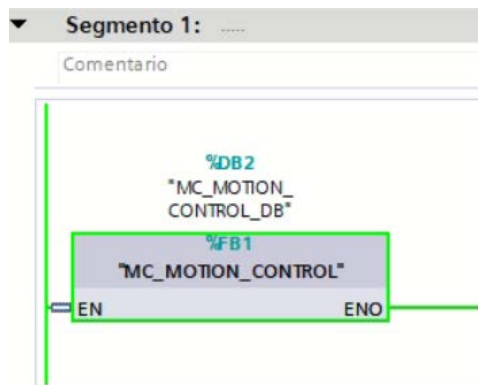 Segmento 1: .....
Comentario
%DB2
"MC_MOTION_
CONTROL_DB"
%FB1
"MC_MOTION_CONTROL"
EN ENO